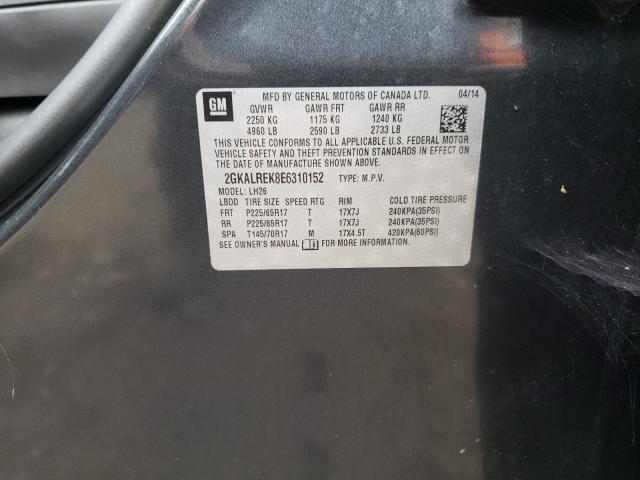 GM
MFD BY GENERAL MOTORS OF CANADA LTD. 04/14
GVWR GAWR FRT GAWR RR
2250 KG 1175 KG 1240 KG
4960 LB 2590 LB 2733 LB
THIS VEHICLE CONFORMS TO ALL APPLICABLE U.S. FEDERAL MOTOR
VEHICLE SAFETY AND THEFT PREVENTION STANDARDS IN EFFECT ON
THE DATE OF MANUFACTURE SHOWN ABOVE.
2GKALREK8E6310152 TYPE: M.P.V.
MODEL: LH26
LBDD TIRE SIZE SPEED RTG RIM COLD TIRE PRESSURE
FRT P225/65R17 T 17X7J 240KPA(35PSI)
RR P225/65R17 T 17X7J 240KPA(35PSI)
SPA T145/70R17 M 17X4.5T 420KPA(60PSI)
SEE OWNER'S MANUAL FOR MORE INFORMATION.